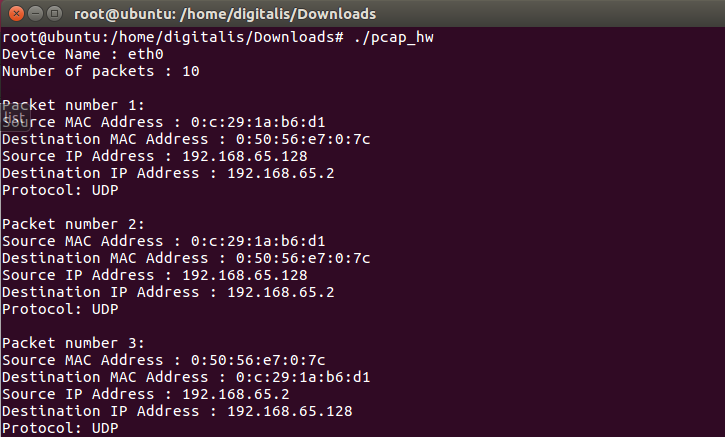 root@ubuntu: /home/digitalis/Downloads
root@ubuntu:/home/digitalis/Downloads# ./pcap_hw
Device Name : eth0
Number of packets : 10
Packet number 1:
list
Source MAC Address : 0:c:29:1a:b6:d1
Destination MAC Address : 0:50:56:e7:0:7c
Source IP Address : 192.168.65.128
Destination IP Address : 192.168.65.2
Protocol: UDP
Packet number 2:
Source MAC Address : 0:c:29:1a:b6:d1
Destination MAC Address : 0:50:56:e7:0:7c
Source IP Address : 192.168.65.128
Destination IP Address : 192.168.65.2
Protocol: UDP
Packet number 3:
Source MAC Address : 0:50:56:e7:0:7c
Destination MAC Address : 0:c:29:1a:b6:d1
Source IP Address : 192.168.65.2
Destination IP Address : 192.168.65.128
Protocol: UDP